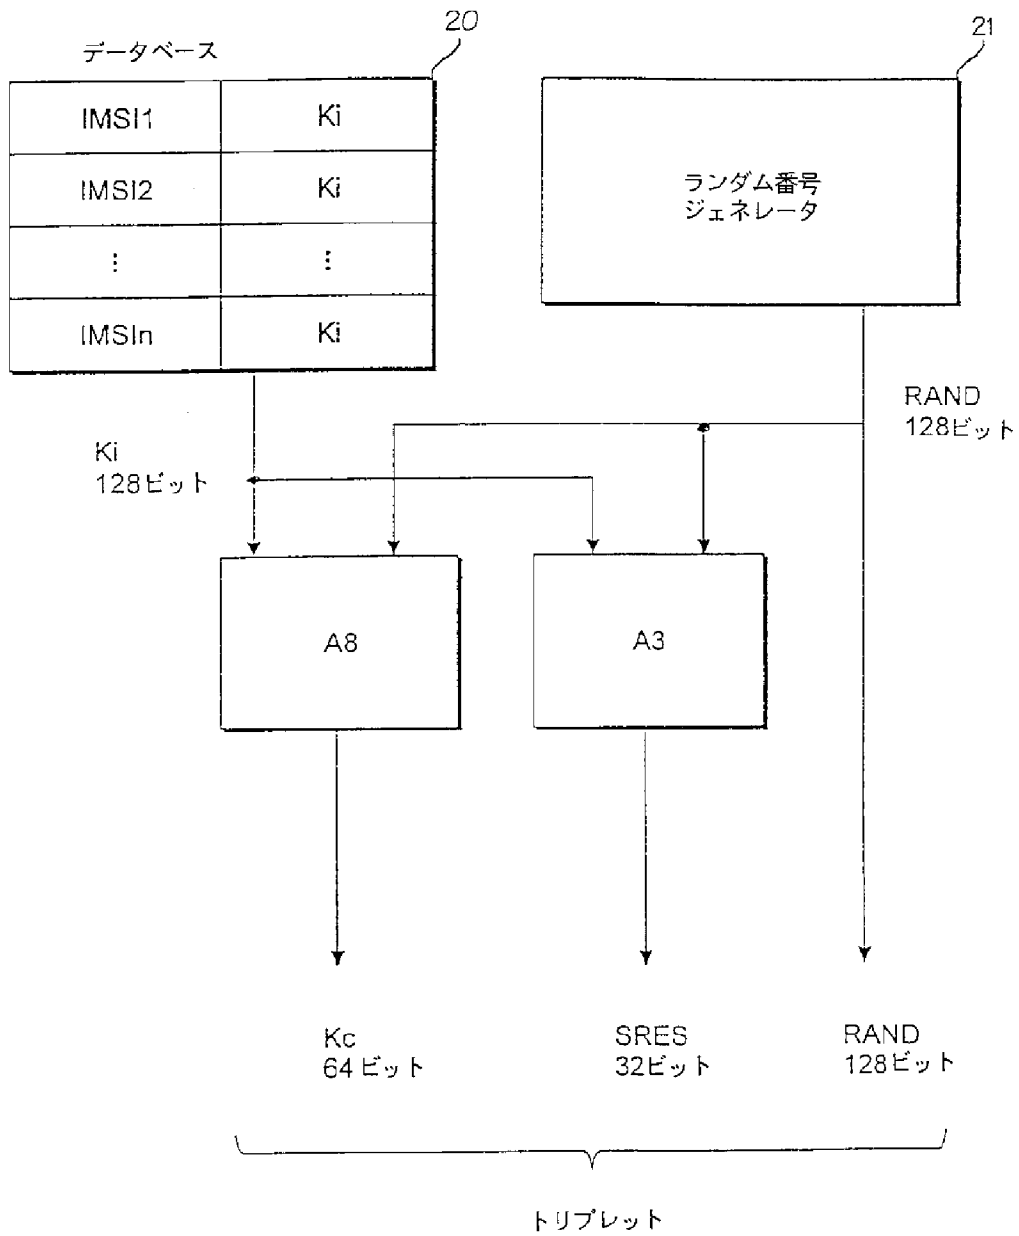 データベース
20
21
IMSI1 Ki
IMSI2 Ki
⋮ ⋮
IMSIn Ki
ランダム番号
ジェネレータ
RAND
128ビット
Ki
128ビット
A8
A3
Kc
64ビット
SRES
32ビット
RAND
128ビット
トリプレット